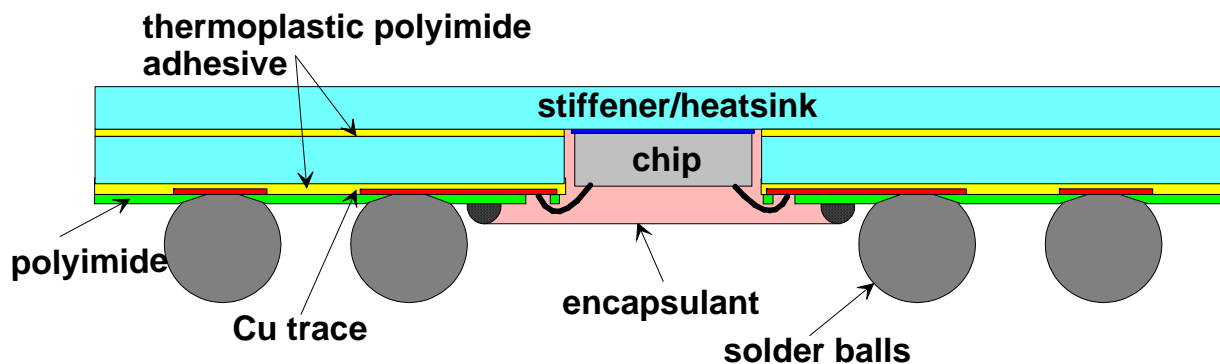 thermoplastic polyimide
adhesive
stiffener/heatsink
chip
polyimide
Cu trace
encapsulant
solder balls